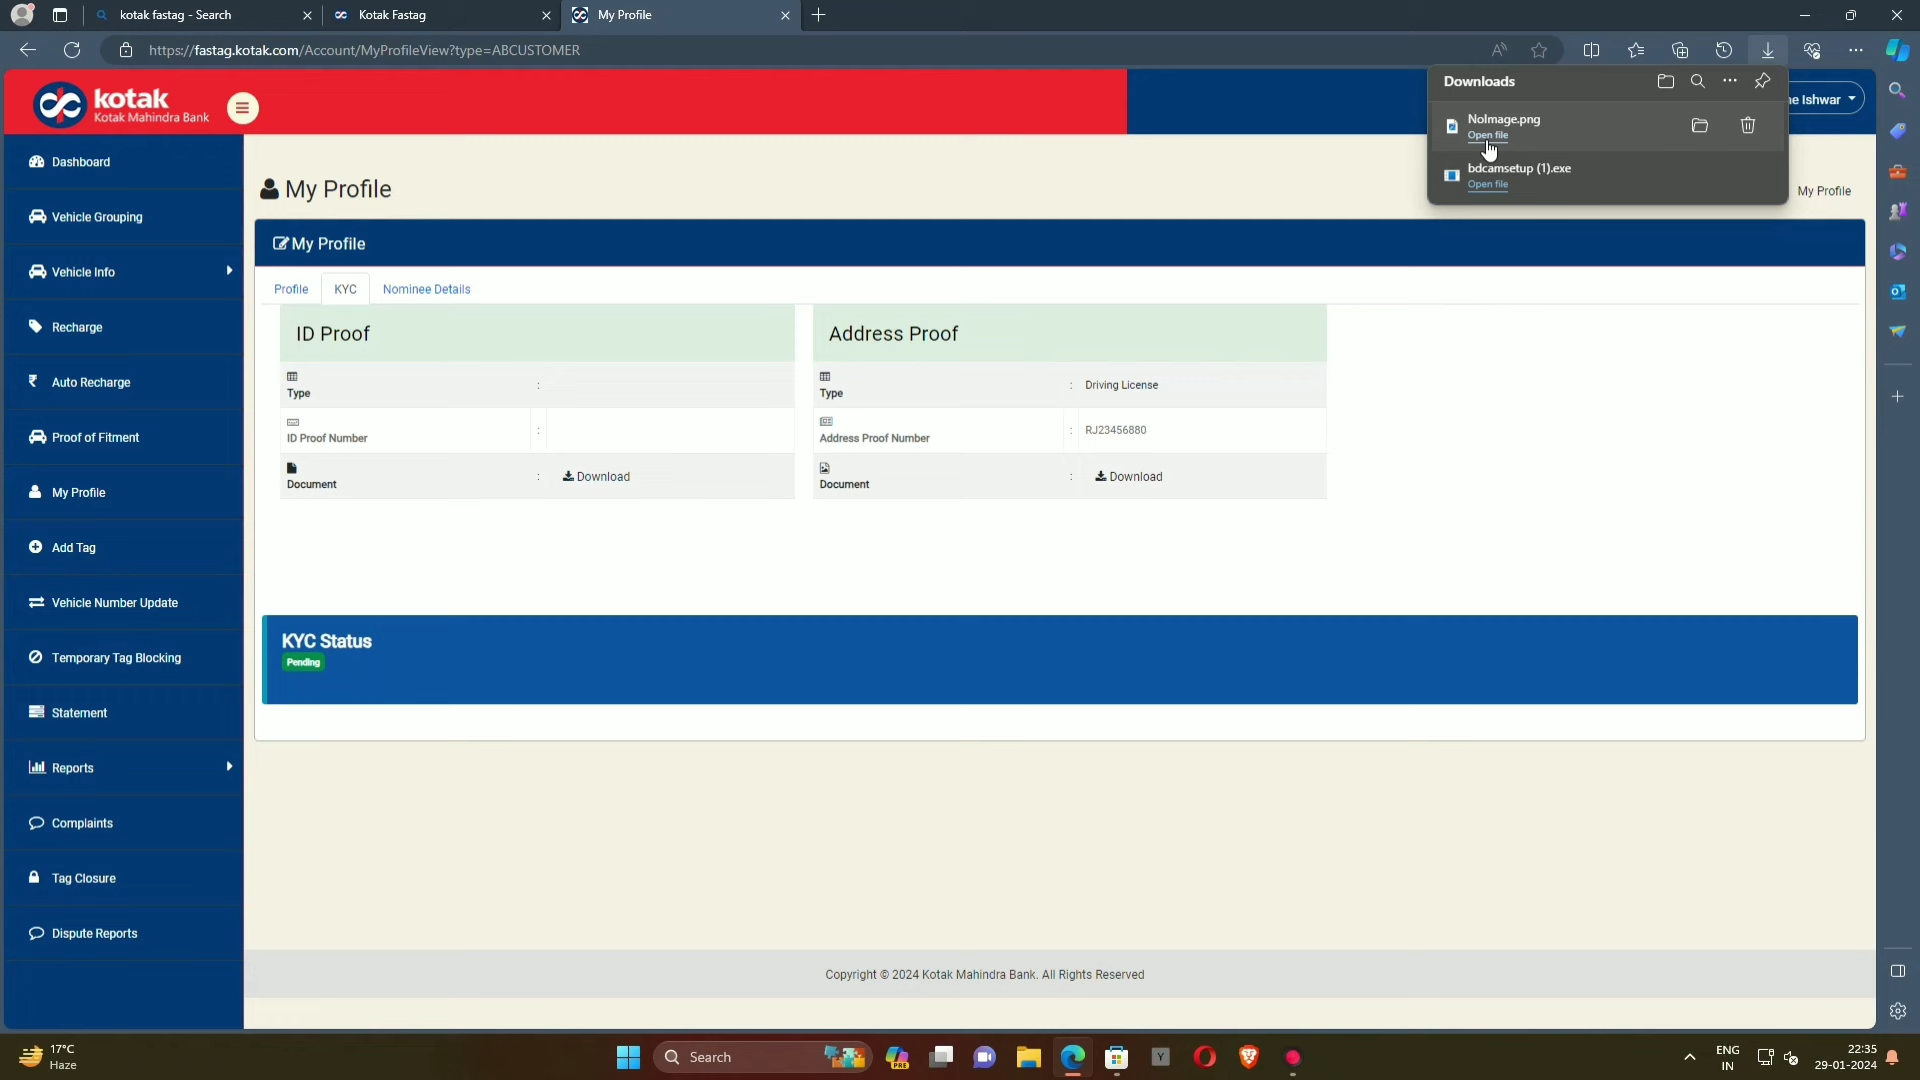 kotak fastag - Search
Kotak Fastag
My Profile
https://fastag.kotak.com/Account/MyProfileView?type=ABCUSTOMER
kotak
Kotak Mahindra Bank
Downloads
NoImage.png
Open file
bdcamsetup (1).exe
Open file
Ishwar
Dashboard
Vehicle Grouping
Vehicle Info
Recharge
Auto Recharge
Proof of Fitment
My Profile
Add Tag
Vehicle Number Update
Temporary Tag Blocking
Statement
Reports
Complaints
Tag Closure
Dispute Reports
My Profile
My Profile
My Profile
Profile
KYC
Nominee Details
ID Proof
Type :
ID Proof Number :
Document : Download
Address Proof
Type : Driving License
Address Proof Number : RJ23456880
Document : Download
KYC Status
Pending
Copyright © 2024 Kotak Mahindra Bank. All Rights Reserved
17°C
Haze
Search
PRE
Y
ENG
IN
22:35
29-01-2024